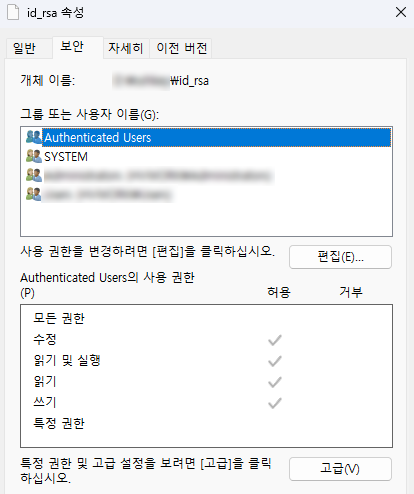 id_rsa 속성
일반 보안 자세히 이전 버전
개체 이름: \id_rsa
그룹 또는 사용자 이름(G):
Authenticated Users
SYSTEM
사용 권한을 변경하려면 [편집]을 클릭하십시오.
편집(E)...
Authenticated Users의 사용 권한
(P) 허용 거부
모든 권한
수정
읽기 및 실행
읽기
쓰기
특정 권한
특정 권한 및 고급 설정을 보려면 [고급]을 클릭
하십시오.
고급(V)